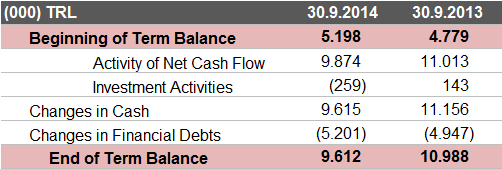 (000) TRL 30.9.2014 30.9.2013
Beginning of Term Balance 5.198 4.779
Activity of Net Cash Flow 9.874 11.013
Investment Activities (259) 143
Changes in Cash 9.615 11.156
Changes in Financial Debts (5.201) (4.947)
End of Term Balance 9.612 10.988